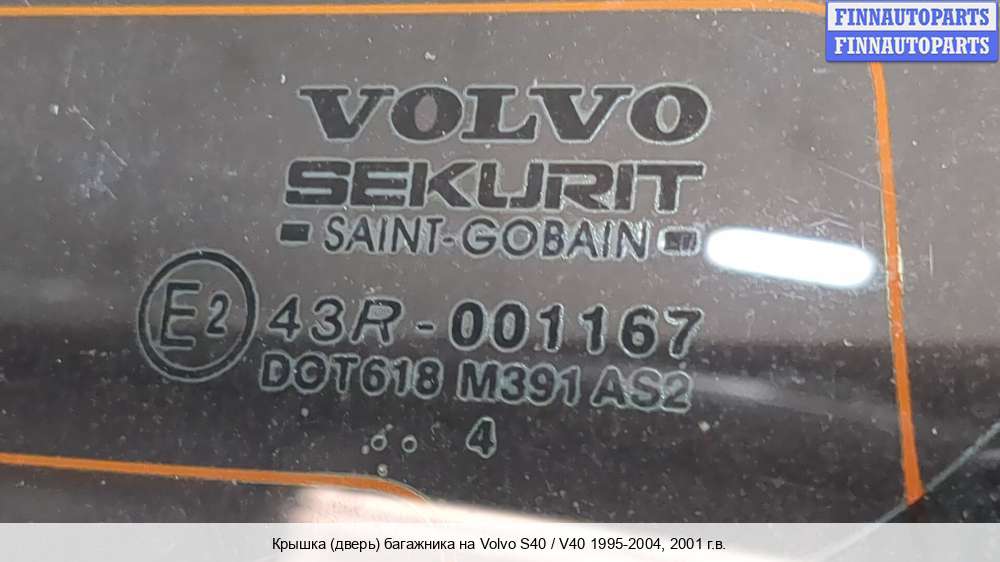 FINNAUTOPARTS
FINNAUTOPARTS
VOLVO
SEKURIT
SAINT-GOBAIN
E2 43R-001167
DOT618 M391 AS2
.. 4
Крышка (дверь) багажника на Volvo S40 / V40 1995-2004, 2001 г.в.